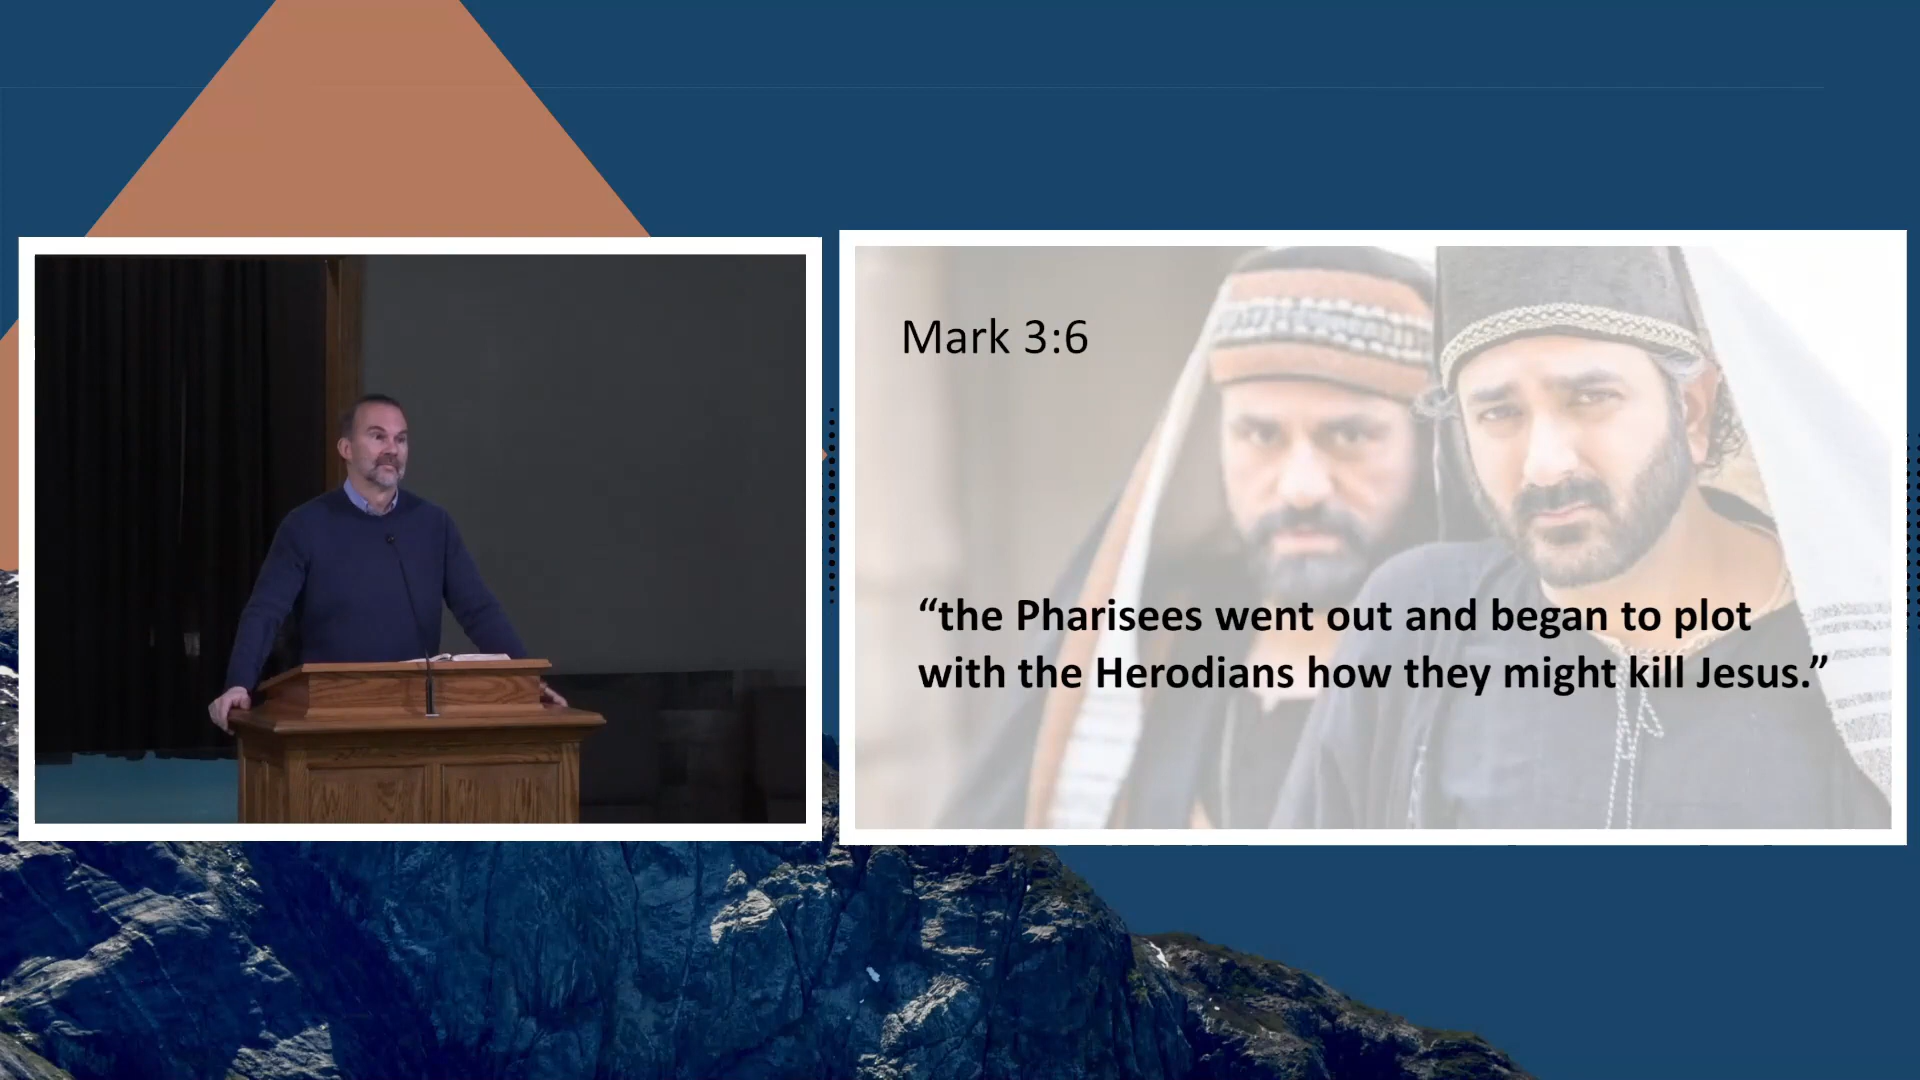 Mark 3:6
“the Pharisees went out and began to plot
with the Herodians how they might kill Jesus.”